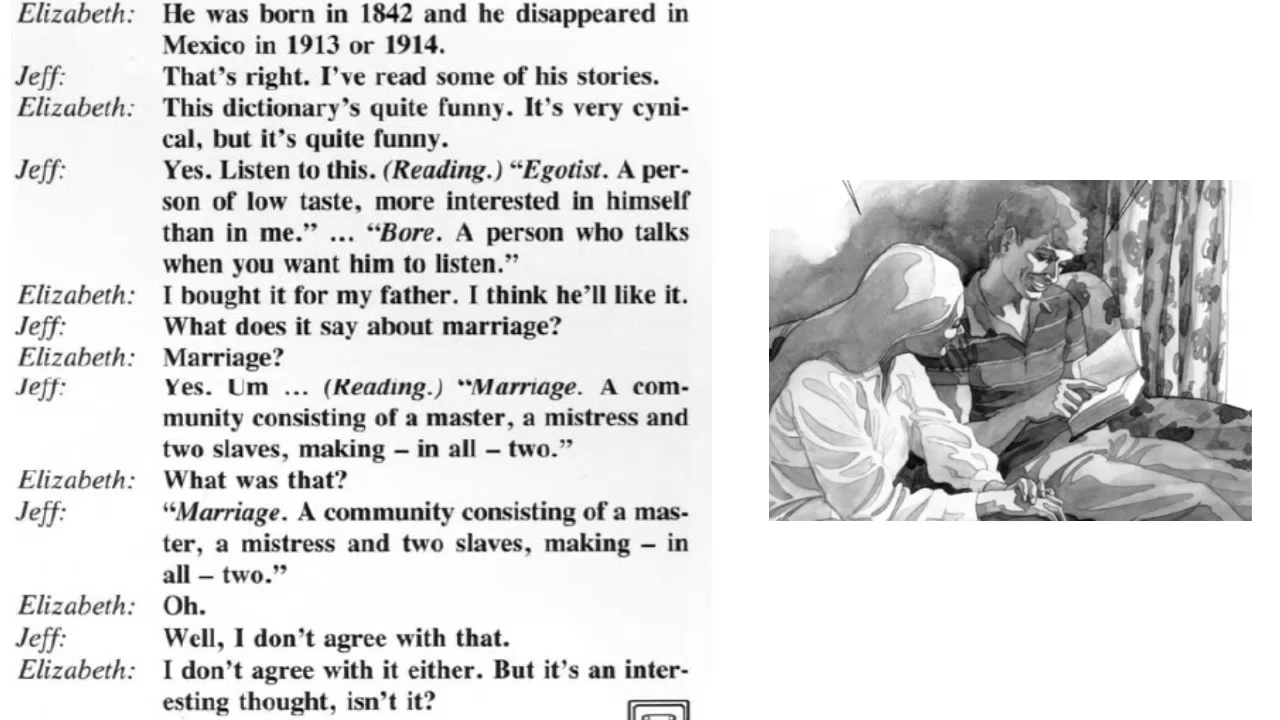 Elizabeth: He was born in 1842 and he disappeared in
Mexico in 1913 or 1914.
Jeff: That's right. I've read some of his stories.
Elizabeth: This dictionary's quite funny. It's very cyni-
cal, but it's quite funny.
Jeff: Yes. Listen to this. (Reading.) “Egotist. A per-
son of low taste, more interested in himself
than in me.” ... “Bore. A person who talks
when you want him to listen.”
Elizabeth: I bought it for my father. I think he'll like it.
Jeff: What does it say about marriage?
Elizabeth: Marriage?
Jeff: Yes. Um ... (Reading.) “Marriage. A com-
munity consisting of a master, a mistress and
two slaves, making – in all – two.”
Elizabeth: What was that?
Jeff: “Marriage. A community consisting of a mas-
ter, a mistress and two slaves, making – in
all – two.”
Elizabeth: Oh.
Jeff: Well, I don't agree with that.
Elizabeth: I don't agree with it either. But it's an inter-
esting thought, isn't it?